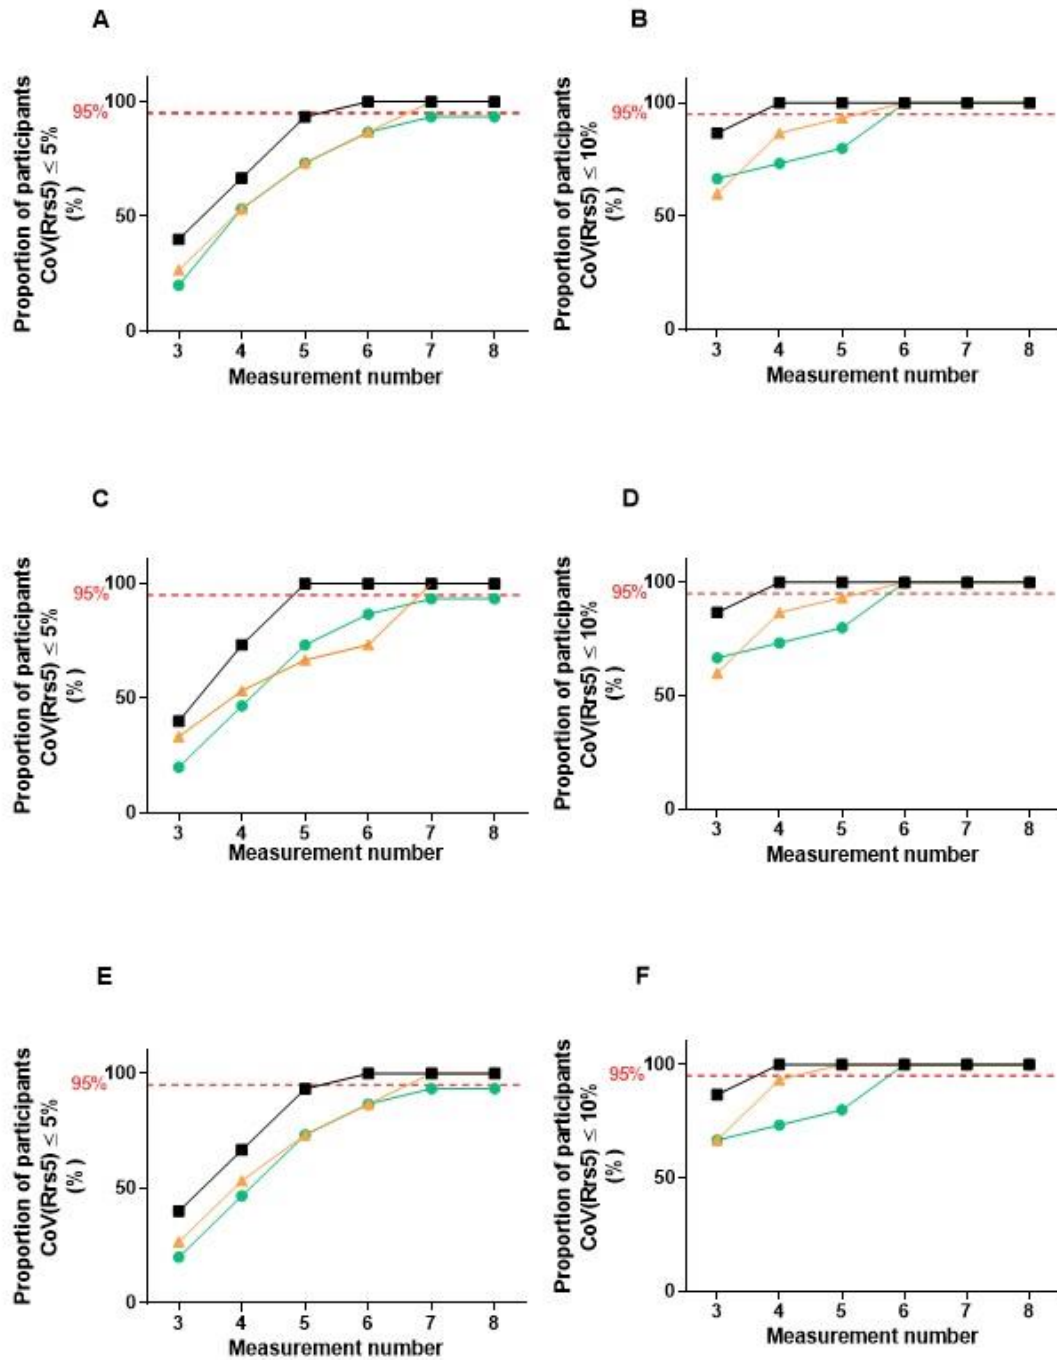 A
Proportion of participants
CoV(Rrs5) ≤ 5%
(% )
95%
100
50
0
3 4 5 6 7 8
Measurement number
B
Proportion of participants
CoV(Rrs5) ≤ 10%
(% )
95%
100
50
0
3 4 5 6 7 8
Measurement number
C
Proportion of participants
CoV(Rrs5) ≤ 5%
(% )
95%
100
50
0
3 4 5 6 7 8
Measurement number
D
Proportion of participants
CoV(Rrs5) ≤ 10%
(% )
95%
100
50
0
3 4 5 6 7 8
Measurement number
E
Proportion of participants
CoV(Rrs5) ≤ 5%
(% )
95%
100
50
0
3 4 5 6 7 8
Measurement number
F
Proportion of participants
CoV(Rrs5) ≤ 10%
(% )
95%
100
50
0
3 4 5 6 7 8
Measurement number